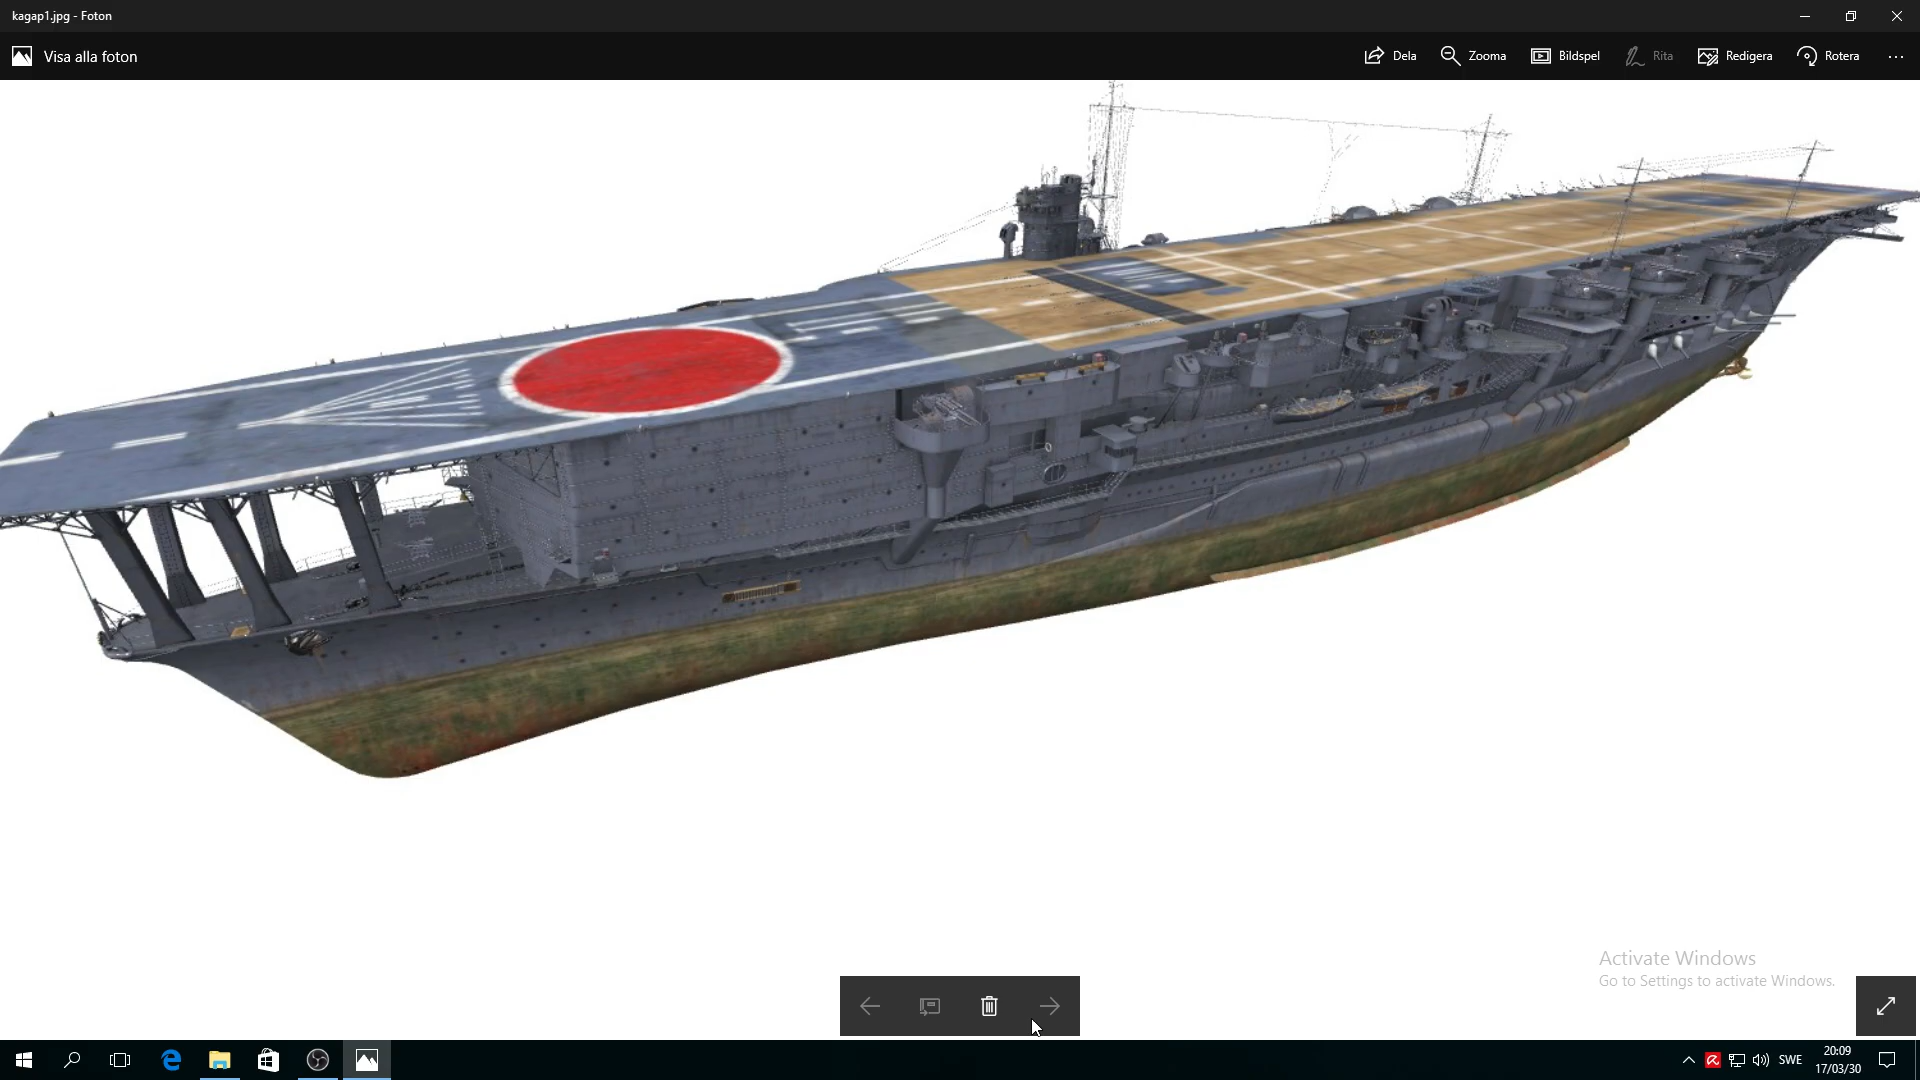 kagap1.jpg - Foton
Visa alla foton
Dela
Zooma
Bildspel
Rita
Redigera
Rotera
Activate Windows
Go to Settings to activate Windows.
SWE
20:09
17/03/30